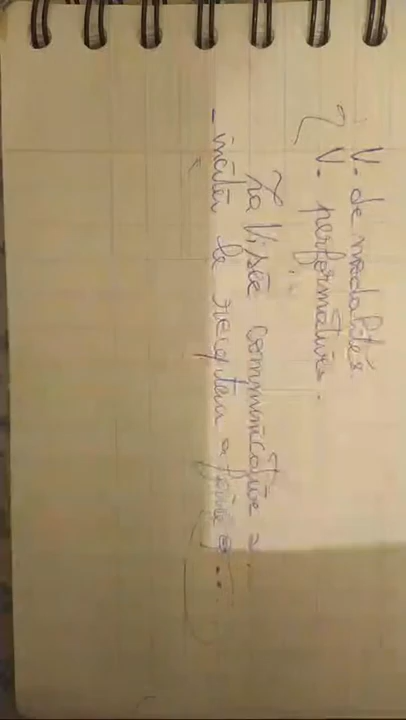 V. de modalités.
V. performatives.
La Visée communicative :
- inciter le récepteur à faire ...